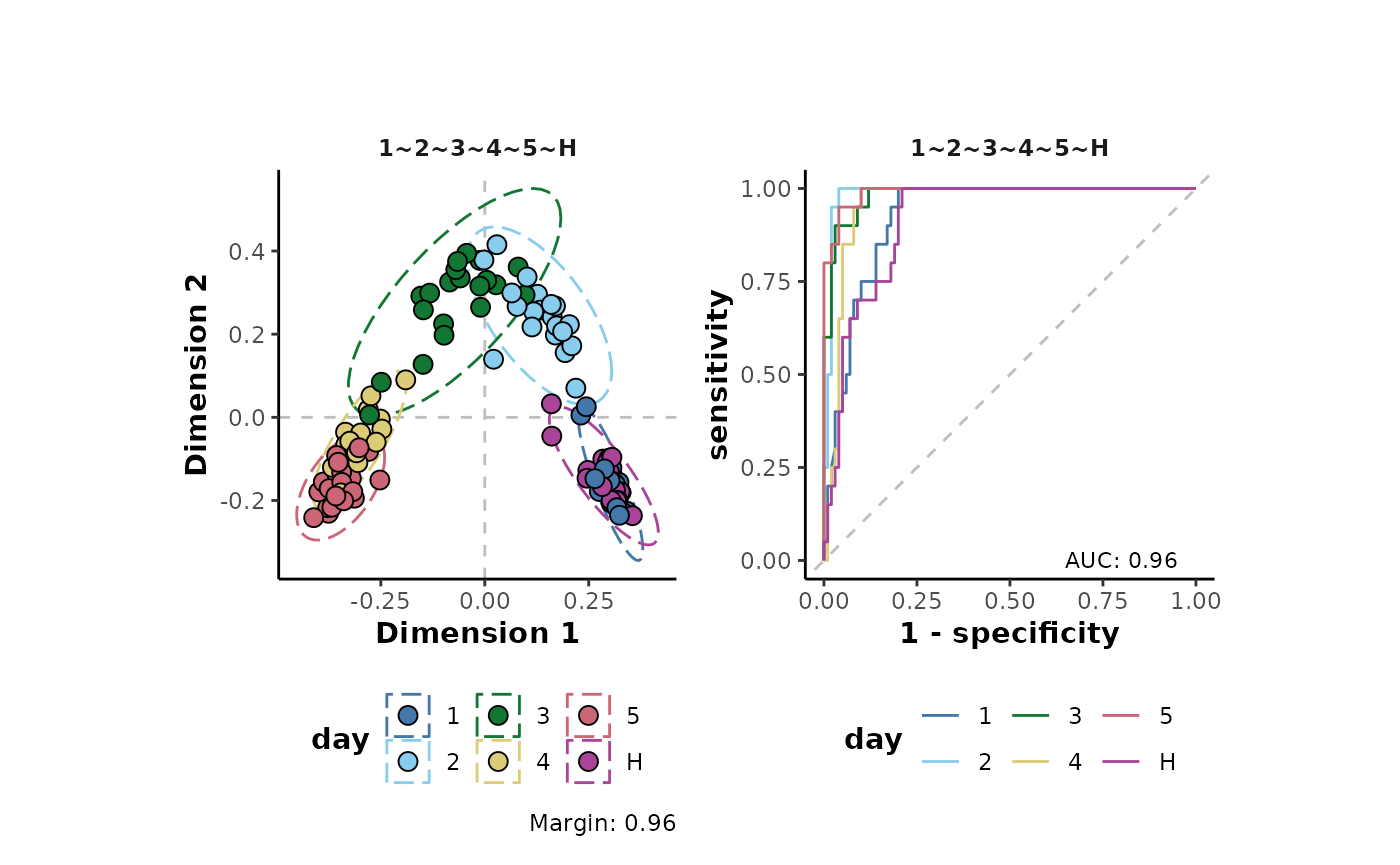 1~2~3~4~5~H
Dimension 2
0.4
0.2
0.0
-0.2
-0.25 0.00 0.25
Dimension 1
day
1 3 5
2 4 H
Margin: 0.96
1~2~3~4~5~H
sensitivity
1.00
0.75
0.50
0.25
0.00
AUC: 0.96
0.00 0.25 0.50 0.75 1.00
1 - specificity
day
1 3 5
2 4 H